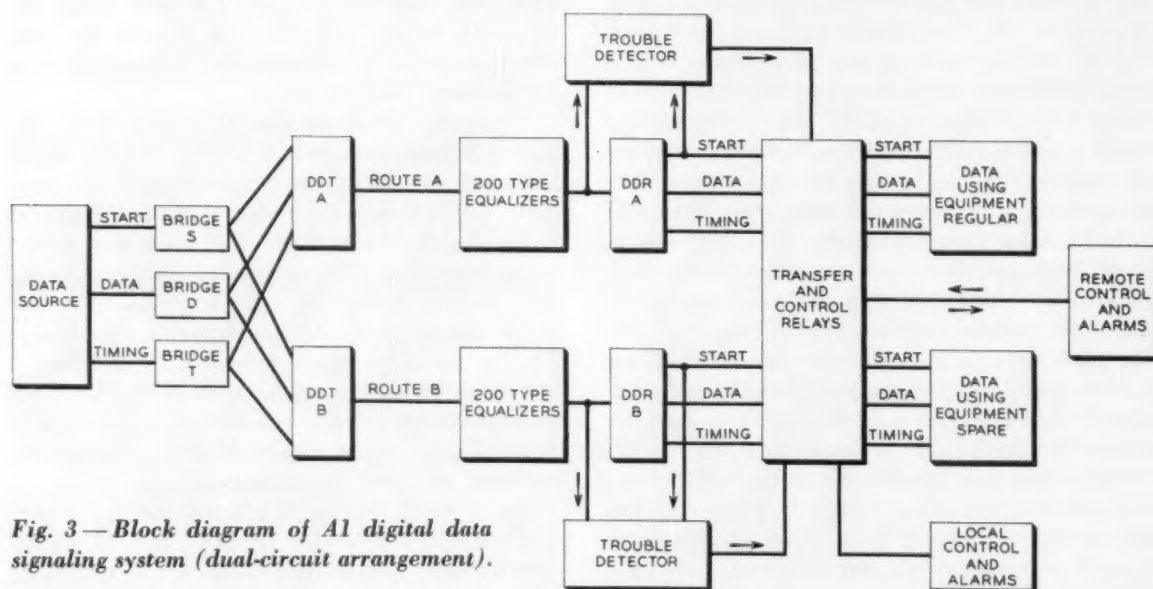 TROUBLE
DETECTOR
START
DATA
TIMING
DATA
SOURCE
BRIDGE
S
BRIDGE
D
BRIDGE
T
DDT
A
ROUTE A
200 TYPE
EQUALIZERS
DDR
A
START
DATA
TIMING
TRANSFER
AND
CONTROL
RELAYS
START
DATA
TIMING
DATA
USING
EQUIPMENT
REGULAR
REMOTE
CONTROL
AND
ALARMS
DDT
B
ROUTE B
200 TYPE
EQUALIZERS
DDR
B
START
DATA
TIMING
START
DATA
TIMING
DATA
USING
EQUIPMENT
SPARE
TROUBLE
DETECTOR
LOCAL
CONTROL
AND
ALARMS
Fig. 3 — Block diagram of A1 digital data
signaling system (dual-circuit arrangement).